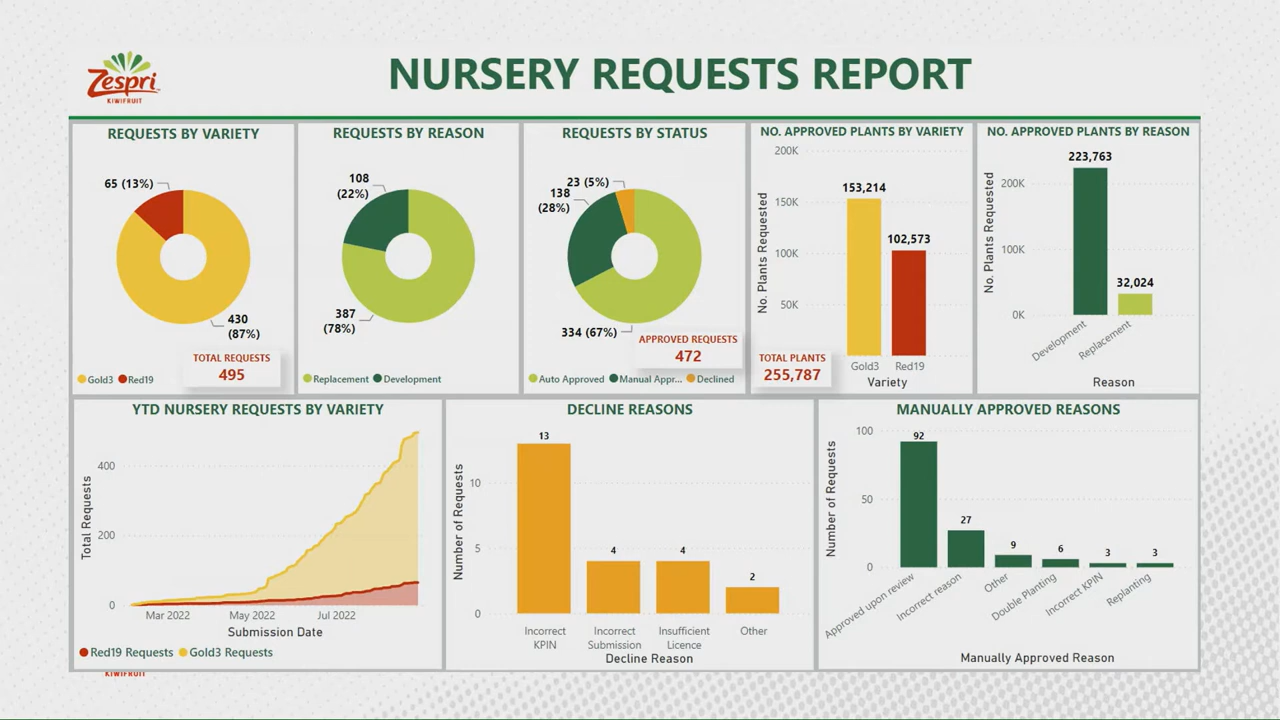 Zespri
KIWIFRUIT
NURSERY REQUESTS REPORT
REQUESTS BY VARIETY
65 (13%)
430
(87%)
TOTAL REQUESTS
495
Gold3 Red19
REQUESTS BY REASON
108
(22%)
387
(78%)
Replacement Development
REQUESTS BY STATUS
23 (5%)
138
(28%)
334 (67%)
APPROVED REQUESTS
472
Auto Approved Manual Appr... Declined
NO. APPROVED PLANTS BY VARIETY
No. Plants Requested
200K
150K
100K
50K
153,214
102,573
Gold3 Red19
Variety
TOTAL PLANTS
255,787
NO. APPROVED PLANTS BY REASON
No. Plants Requested
200K
100K
0K
223,763
32,024
Development
Replacement
Reason
YTD NURSERY REQUESTS BY VARIETY
Total Requests
400
200
0
Mar 2022 May 2022 Jul 2022
Submission Date
Red19 Requests Gold3 Requests
DECLINE REASONS
Number of Requests
10
5
0
13
4
4
2
Incorrect
KPIN
Incorrect
Submission
Insufficient
Licence
Other
Decline Reason
MANUALLY APPROVED REASONS
Number of Requests
100
50
0
92
27
9
6
3
3
Approved upon review
Incorrect reason
Other
Double Planting
Incorrect KPIN
Replanting
Manually Approved Reason
KIWIFRUIT